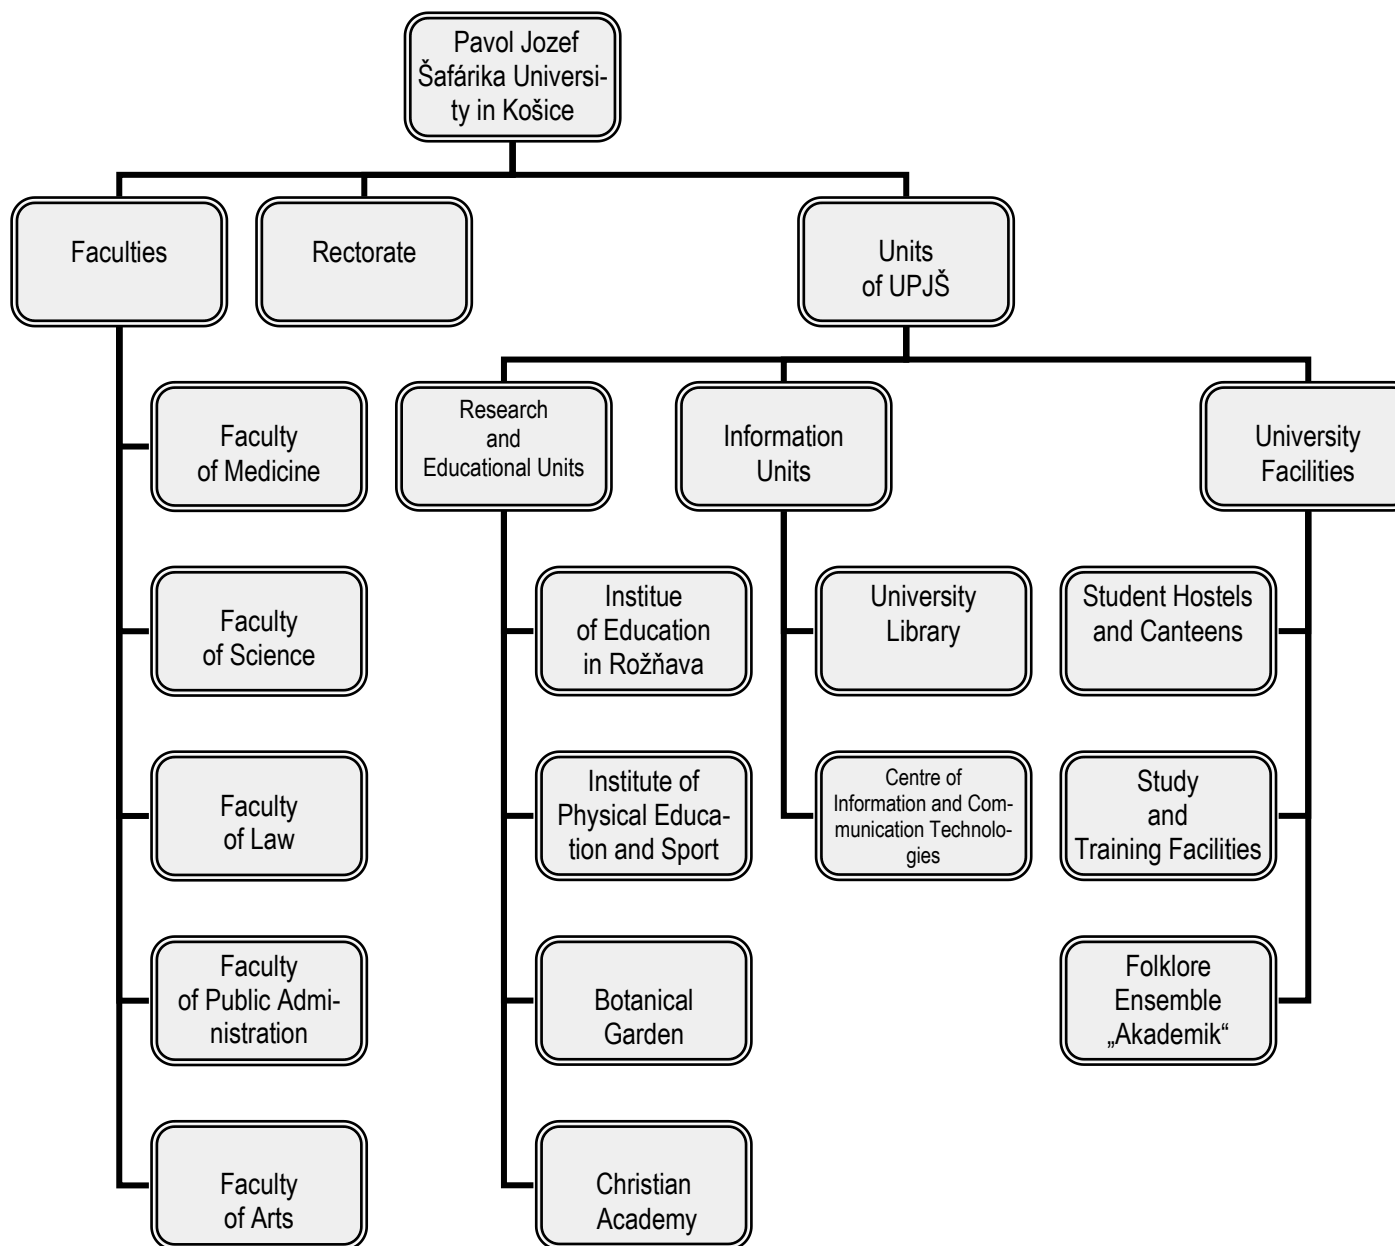 Pavol Jozef
Šafárika Universi-
ty in Košice
Faculties
Rectorate
Units
of UPJŠ
Faculty
of Medicine
Faculty
of Science
Faculty
of Law
Faculty
of Public Admi-
nistration
Faculty
of Arts
Research
and
Educational Units
Institue
of Education
in Rožňava
Institute of
Physical Educa-
tion and Sport
Botanical
Garden
Christian
Academy
Information
Units
University
Library
Centre of
Information and Com-
munication Technolo-
gies
University
Facilities
Student Hostels
and Canteens
Study
and
Training Facilities
Folklore
Ensemble
„Akademik“